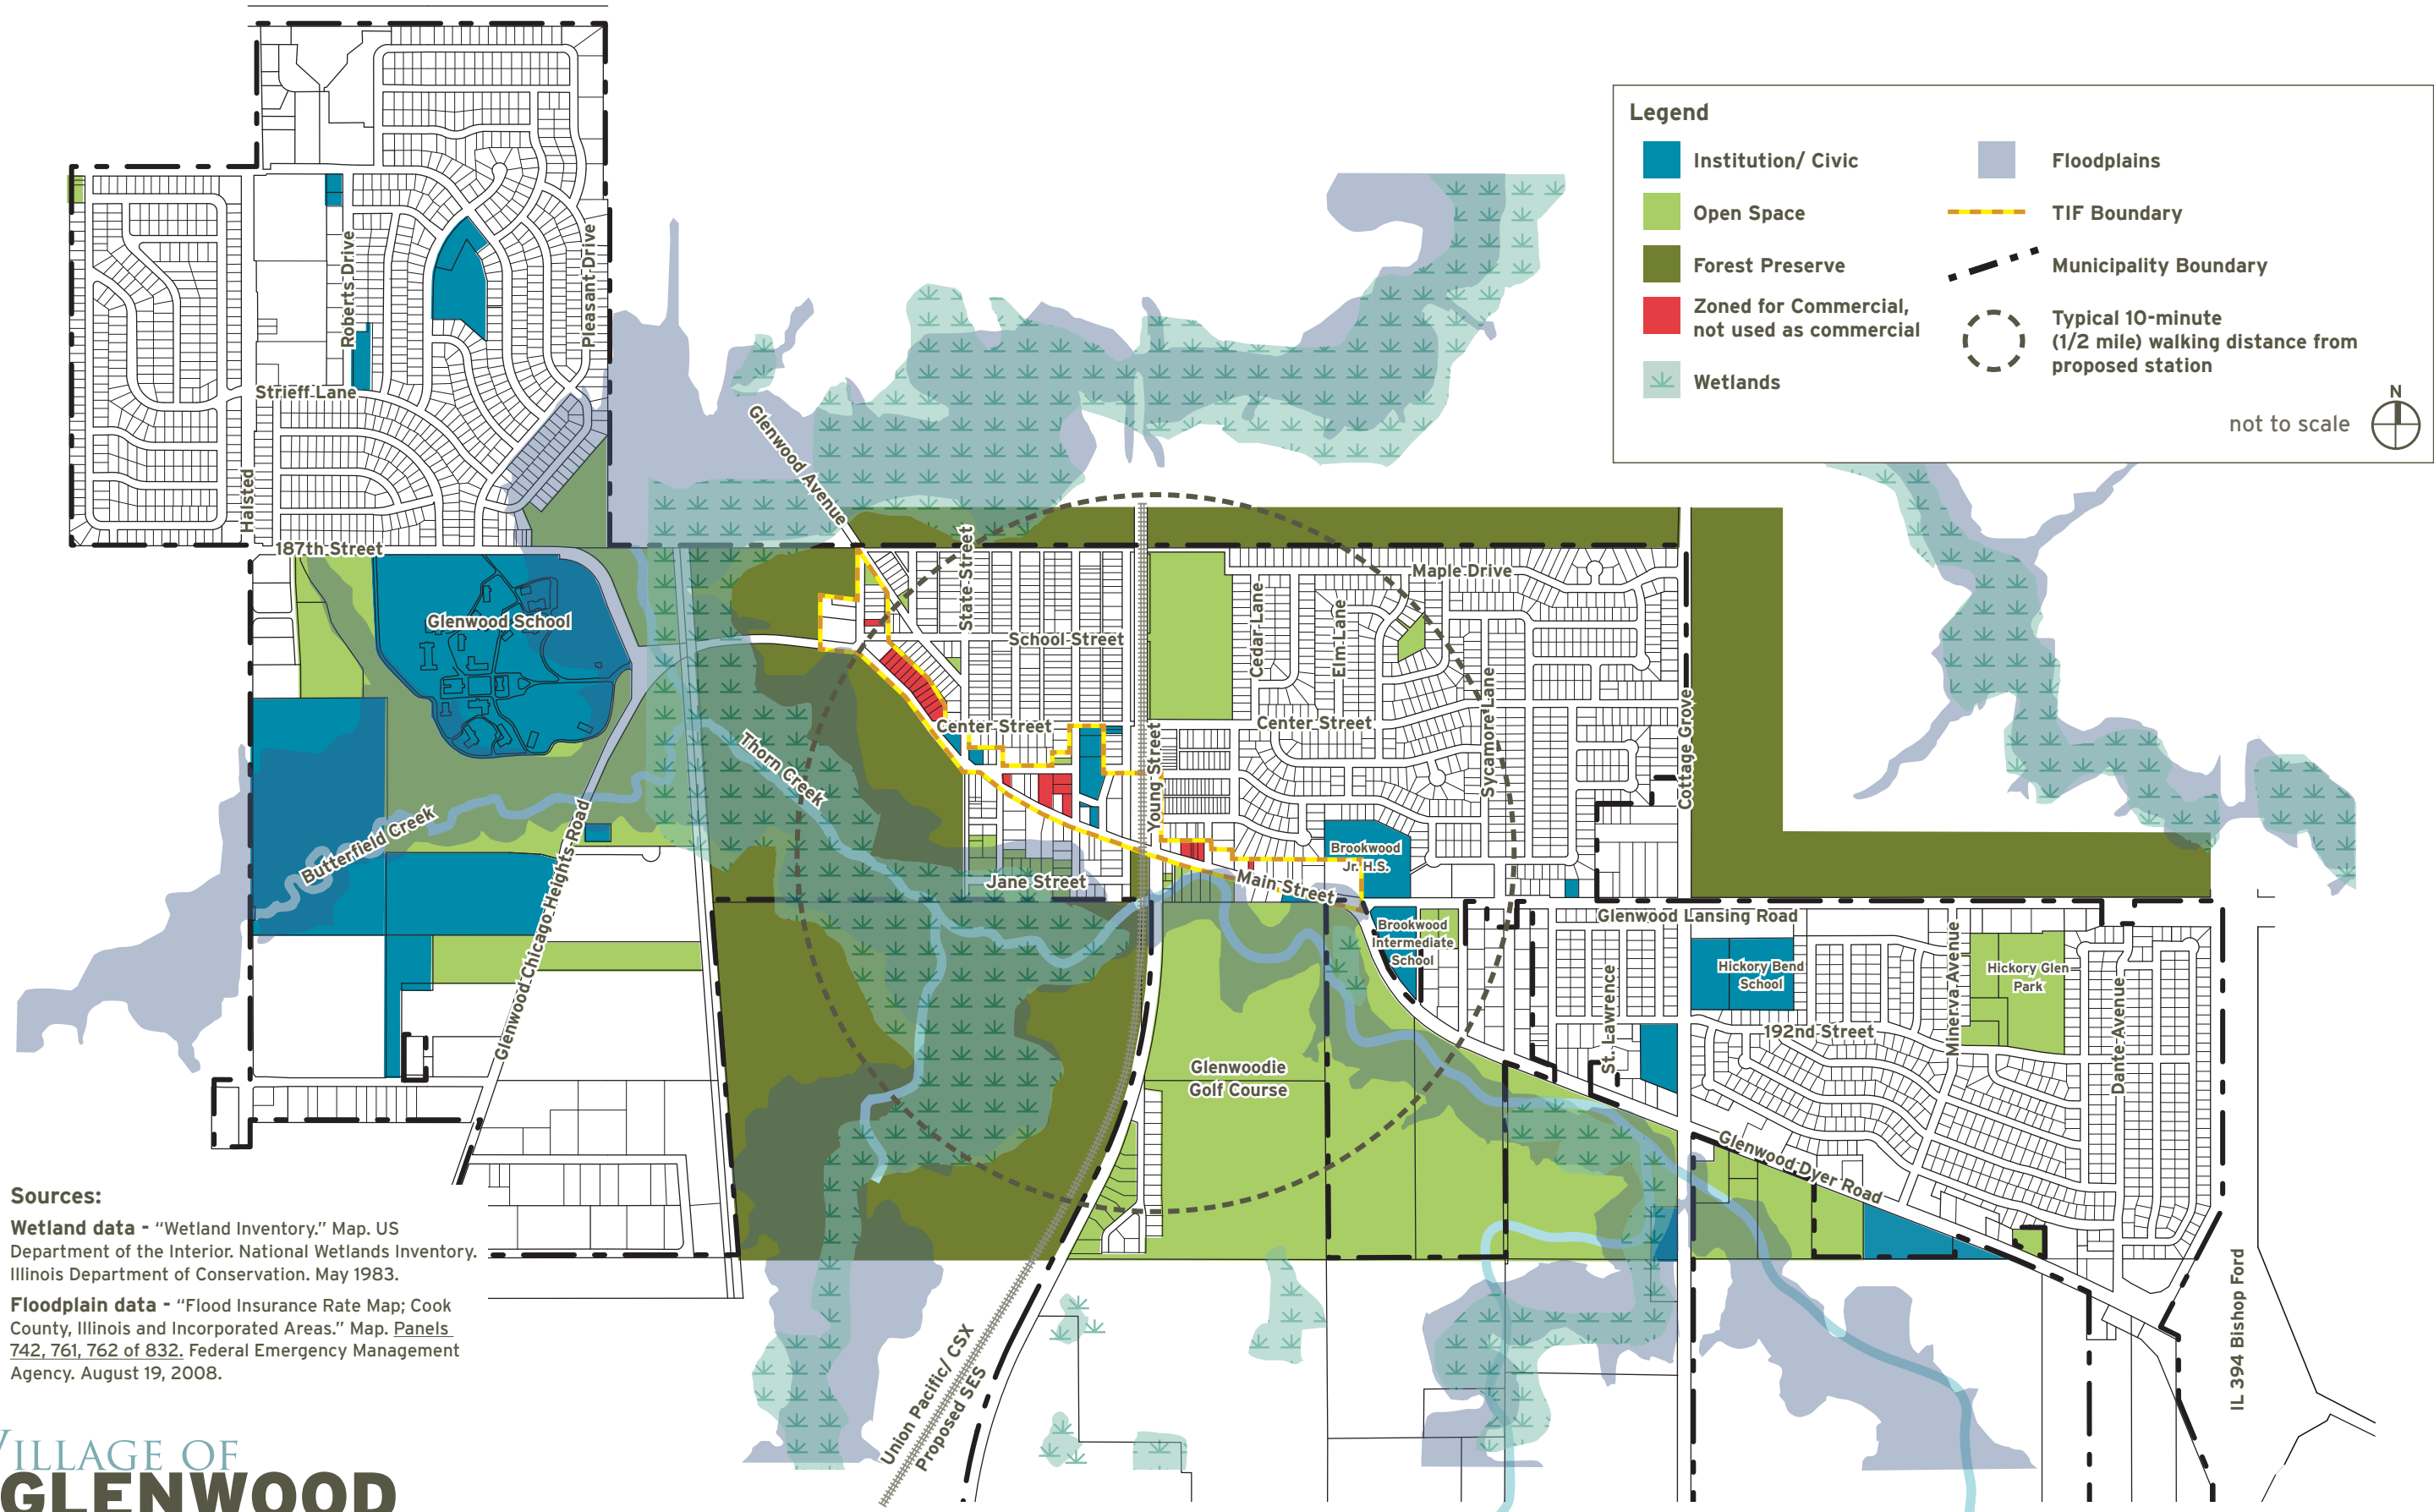 Legend
Institution/ Civic
Open Space
Forest Preserve
Zoned for Commercial,
not used as commercial
Wetlands
Floodplains
TIF Boundary
Municipality Boundary
Typical 10-minute
(1/2 mile) walking distance from
proposed station
N
not to scale
Roberts Drive
Pleasant Drive
Strieff Lane
Halsted
187th Street
Glenwood Avenue
Glenwood School
State Street
School Street
Maple Drive
Cedar Lane
Elm Lane
Sycamore Lane
Cottage Grove
Center Street
Center Street
Young Street
Thorn Creek
Butterfield Creek
Glenwood Chicago Heights Road
Jane Street
Main Street
Brookwood
Jr. H.S.
Brookwood
Intermediate
School
Glenwood Lansing Road
Hickory Bend
School
Hickory Glen
Park
St. Lawrence
Minerva Avenue
Dante Avenue
192nd Street
Glenwoodie
Golf Course
Glenwood Dyer Road
IL 394 Bishop Ford
Union Pacific/ CSX
Proposed SES
Sources:
Wetland data - “Wetland Inventory.” Map. US
Department of the Interior. National Wetlands Inventory.
Illinois Department of Conservation. May 1983.
Floodplain data - “Flood Insurance Rate Map; Cook
County, Illinois and Incorporated Areas.” Map. Panels
742, 761, 762 of 832. Federal Emergency Management
Agency. August 19, 2008.
VILLAGE OF
GLENWOOD